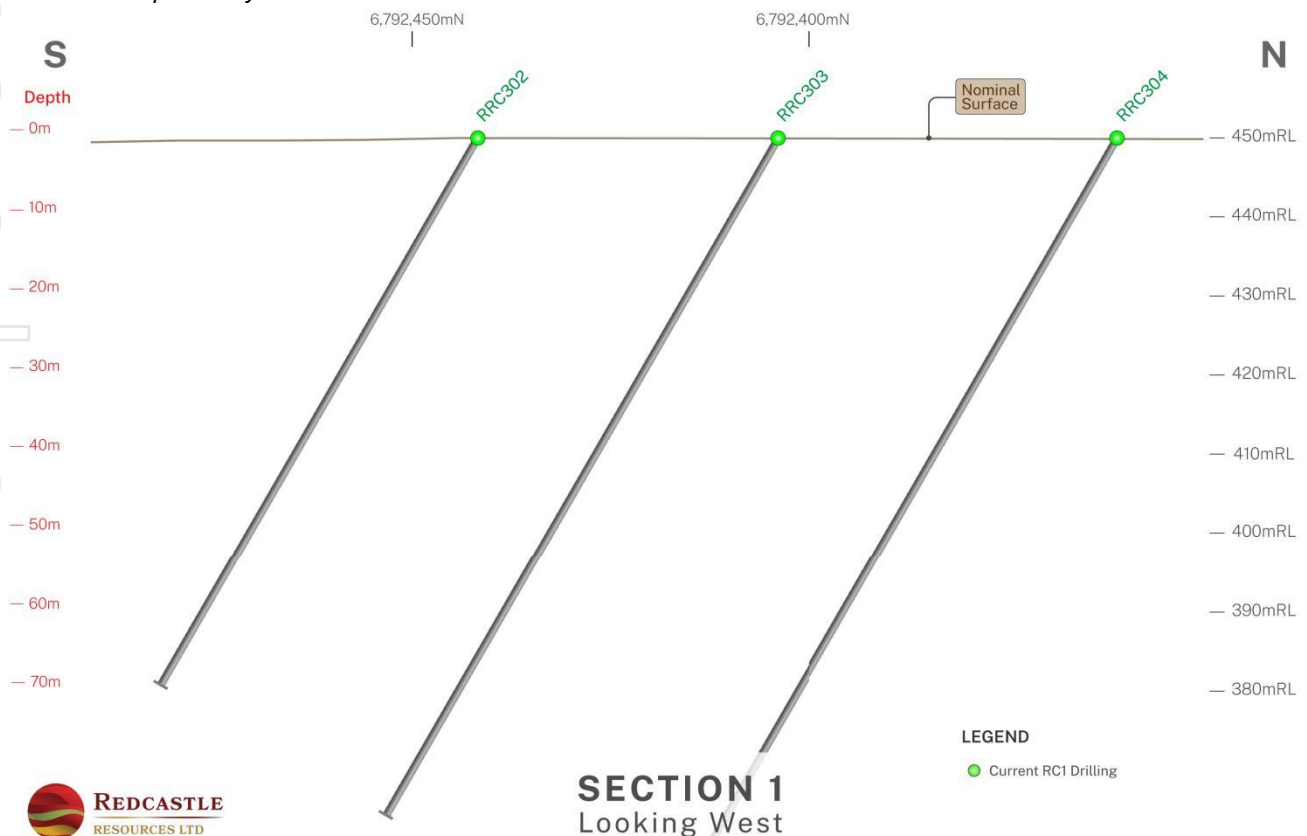 6,792,450mN
6,792,400mN
S
N
Depth
RRC302
RRC303
RRC304
Nominal
Surface
— 0m
— 10m
— 20m
— 30m
— 40m
— 50m
— 60m
— 70m
— 450mRL
— 440mRL
— 430mRL
— 420mRL
— 410mRL
— 400mRL
— 390mRL
— 380mRL
LEGEND
Current RC1 Drilling
SECTION 1
Looking West
REDCASTLE
RESOURCES LTD